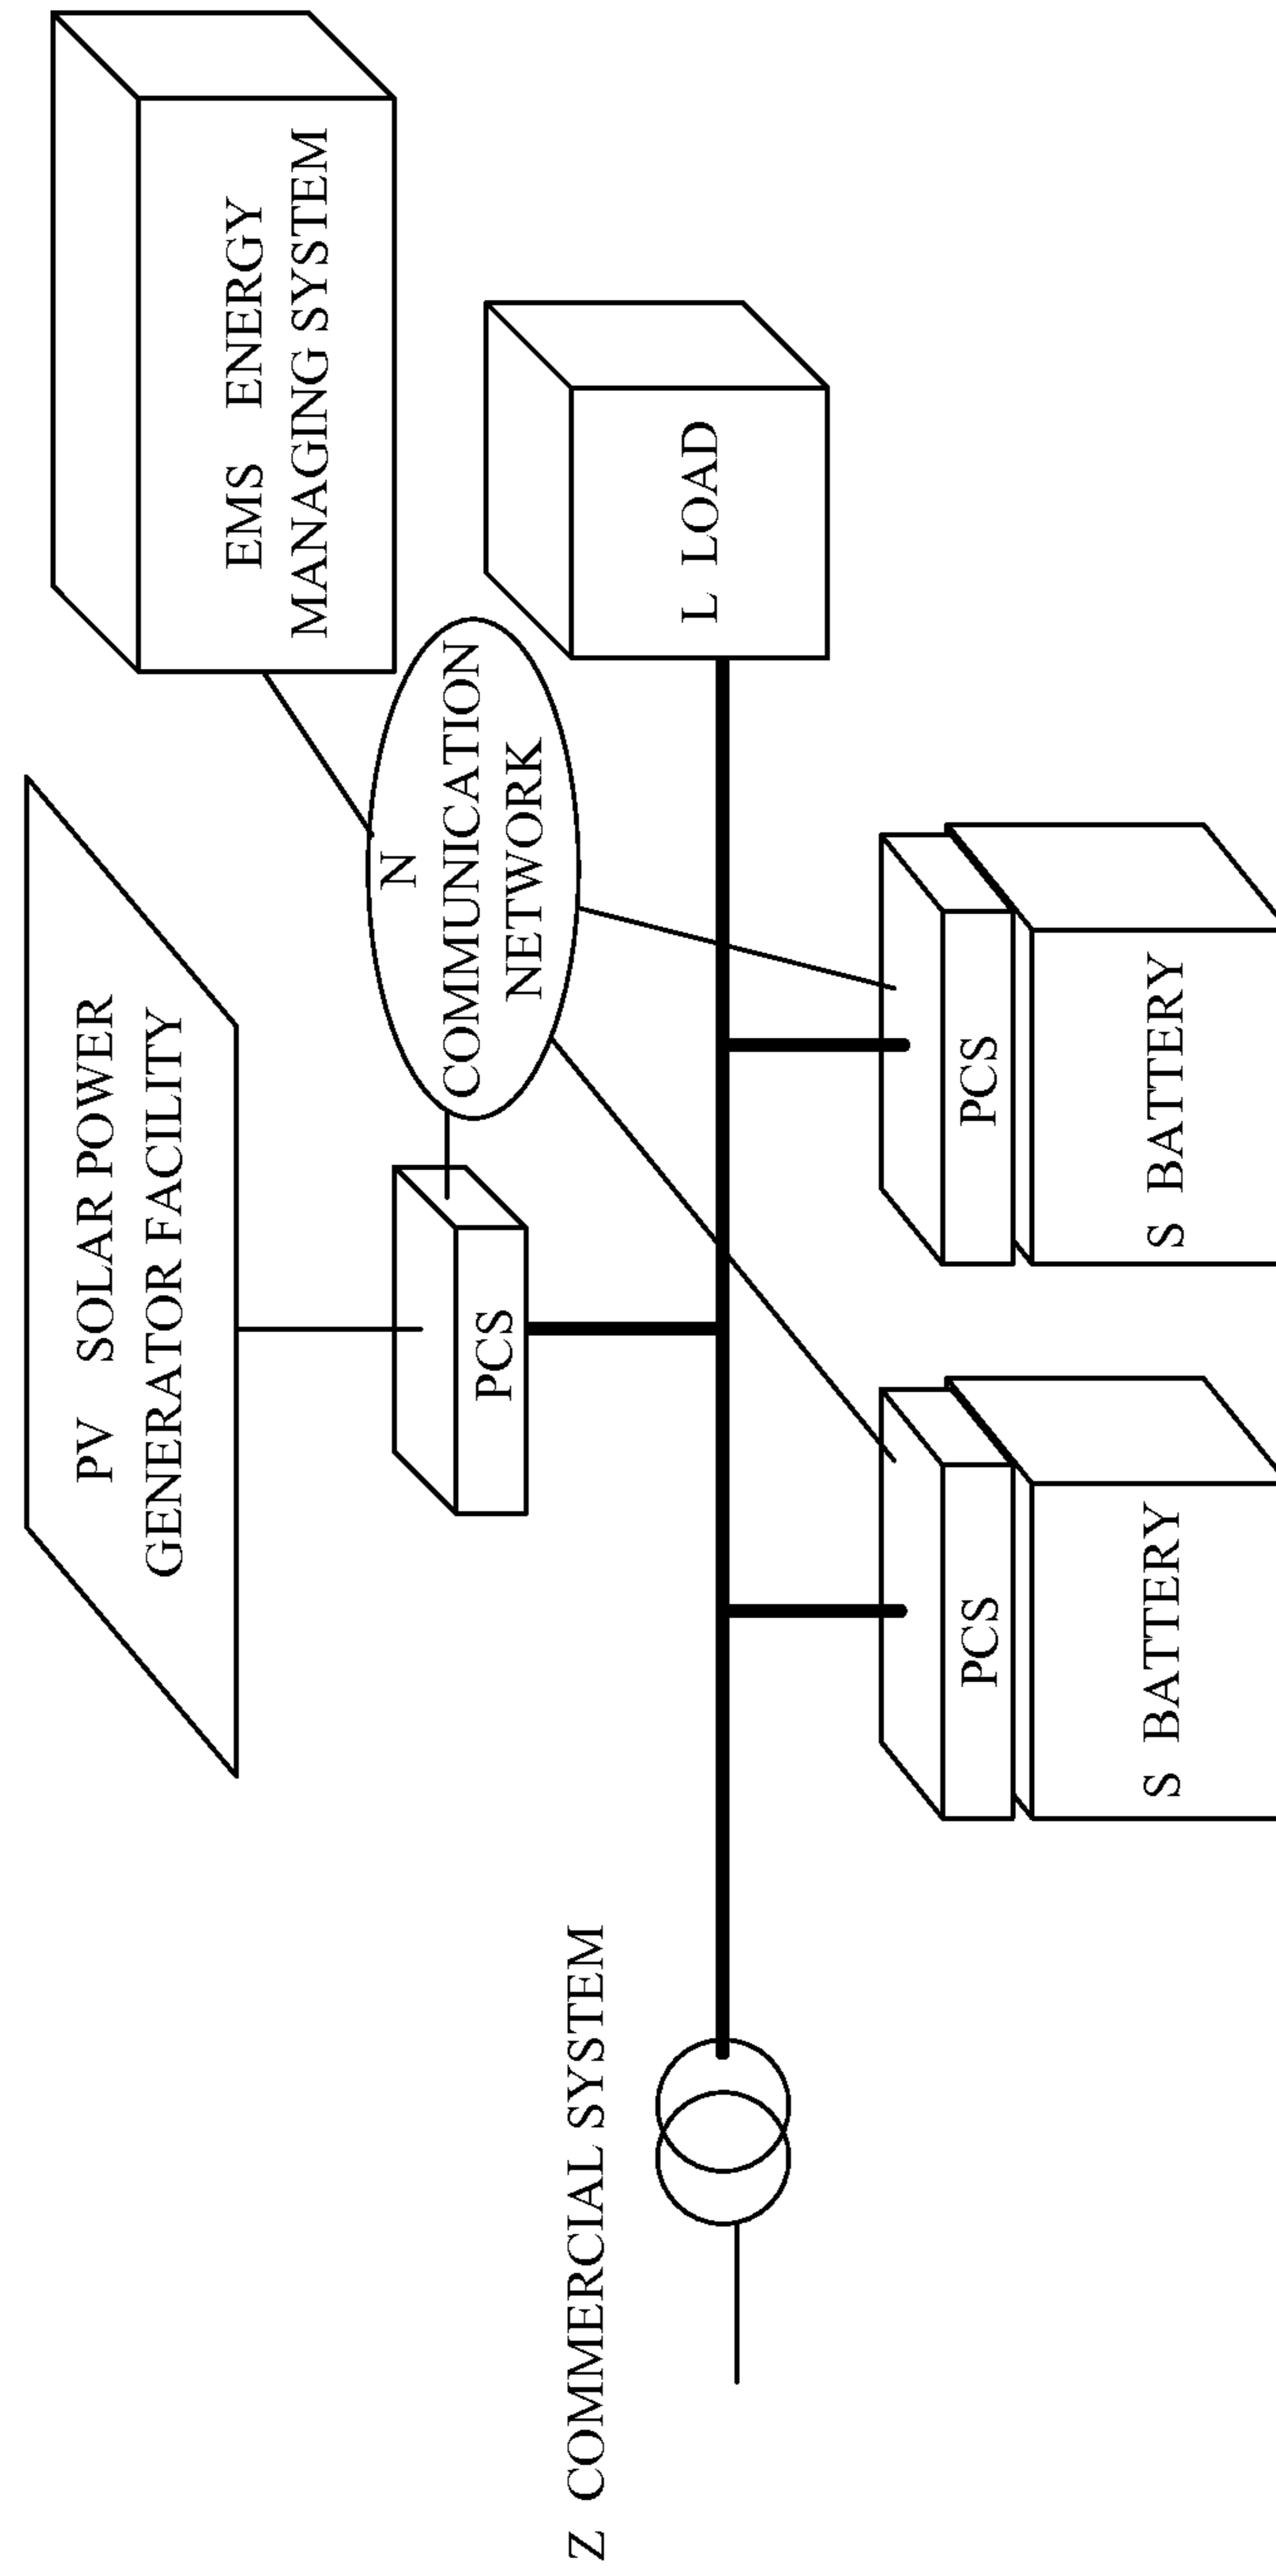 PV SOLAR POWER
GENERATOR FACILITY
EMS ENERGY
MANAGING SYSTEM
N
COMMUNICATION
NETWORK
PCS
Z COMMERCIAL SYSTEM
L LOAD
PCS
S BATTERY
PCS
S BATTERY